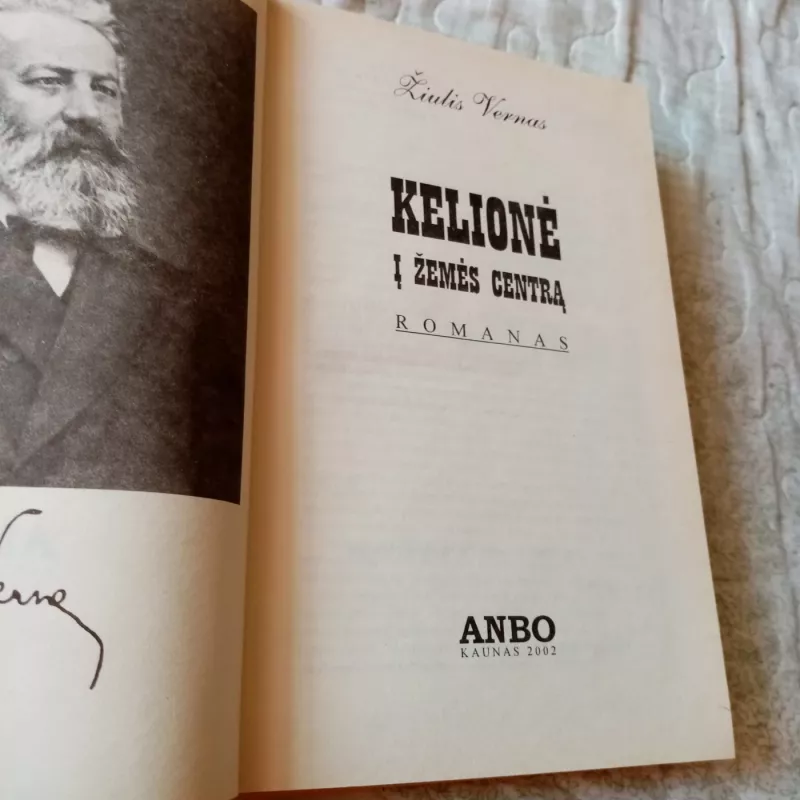 Žiulis Vernas
KELIONĖ
Į ŽEMĖS CENTRĄ
ROMANAS
ANBO
KAUNAS 2002